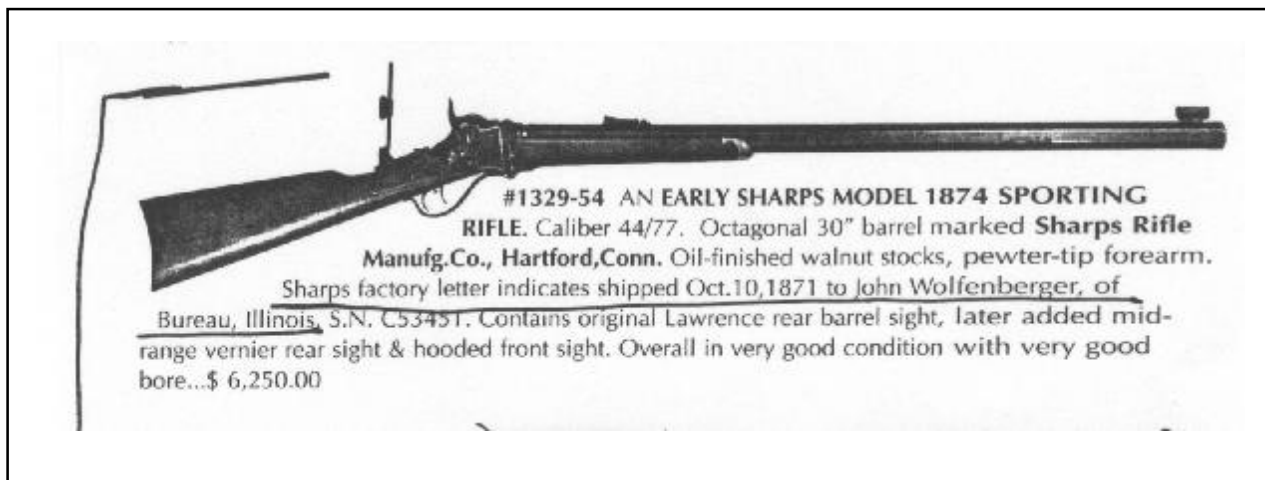 #1329-54 AN EARLY SHARPS MODEL 1874 SPORTING
RIFLE. Caliber 44/77. Octagonal 30" barrel marked Sharps Rifle
Manufg.Co., Hartford,Conn. Oil-finished walnut stocks, pewter-tip forearm.
Sharps factory letter indicates shipped Oct.10,1871 to John Wolfenberger, of
Bureau, Illinois, S.N. C53451. Contains original Lawrence rear barrel sight, later added mid-
range vernier rear sight & hooded front sight. Overall in very good condition with very good
bore...$ 6,250.00